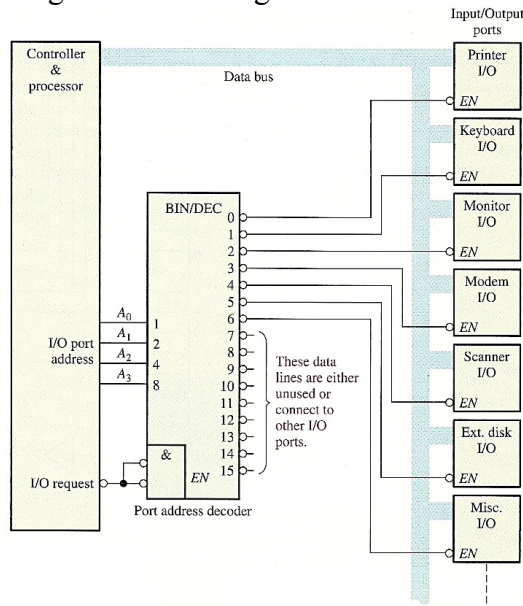 Input/Output
ports
Controller
&
processor
Data bus
Printer
I/O
EN
Keyboard
I/O
EN
Monitor
I/O
EN
Modem
I/O
EN
Scanner
I/O
EN
Ext. disk
I/O
EN
Misc.
I/O
EN
BIN/DEC
0
1
2
3
4
5
6
7
8
9
10
11
12
13
14
15
A0
A1
A2
A3
1
2
4
8
I/O port
address
These data
lines are either
unused or
connect to
other I/O
ports.
&
EN
I/O request
Port address decoder